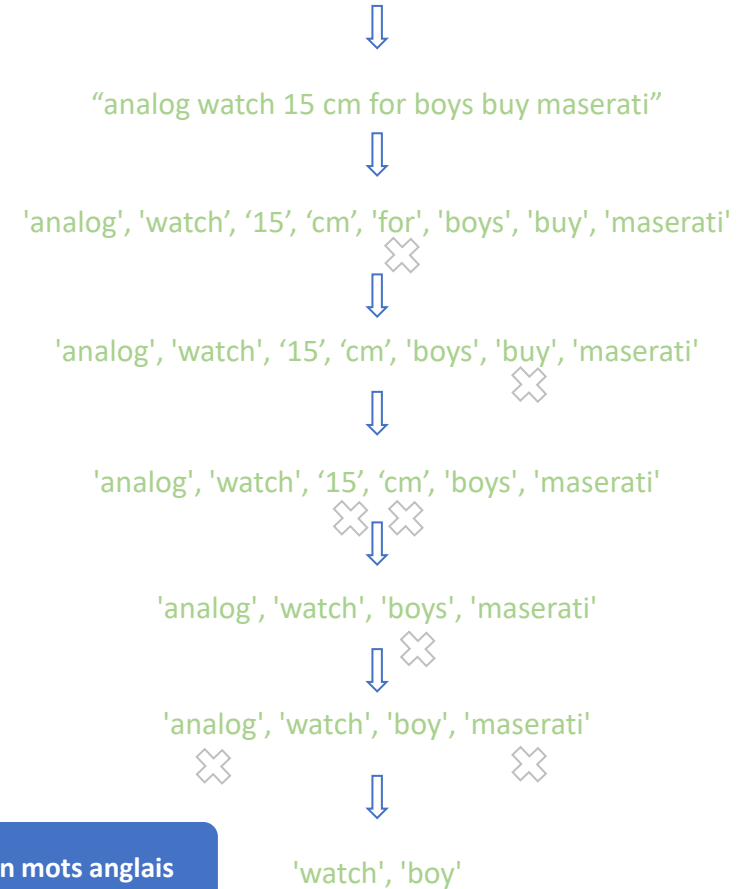 “analog watch 15 cm for boys buy maserati”
'analog', 'watch’, ‘15’, ‘cm’, 'for', 'boys', 'buy', 'maserati'
'analog', 'watch', ‘15’, ‘cm’, 'boys', 'buy', 'maserati'
'analog', 'watch', ‘15’, ‘cm’, 'boys', 'maserati'
'analog', 'watch', 'boys', 'maserati'
'analog', 'watch', 'boy', 'maserati'
n mots anglais
'watch', 'boy'